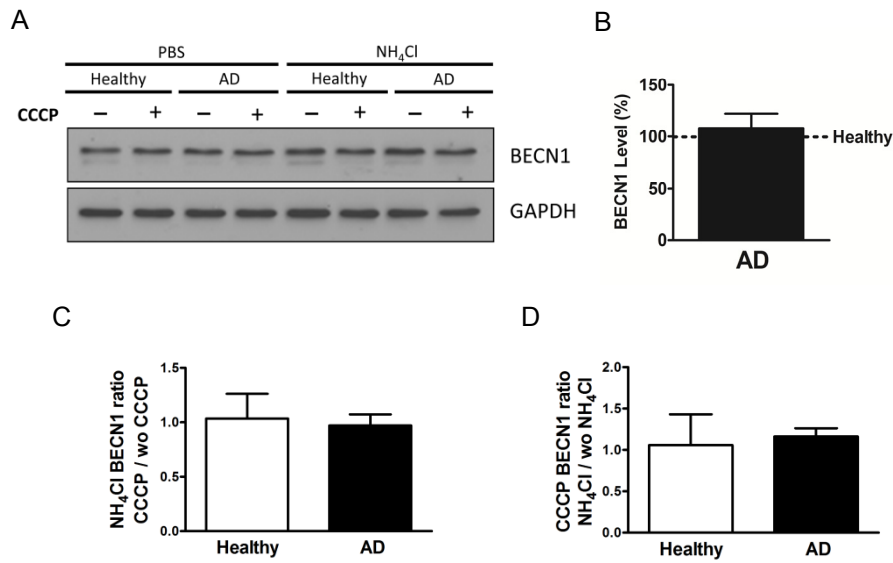 A
PBS
NH₄Cl
Healthy
AD
Healthy
AD
CCCP
− + − + − + − +
BECN1
GAPDH
B
BECN1 Level (%)
150
100
50
0
Healthy
AD
C
NH₄Cl BECN1 ratio
CCCP / wo CCCP
1.5
1.0
0.5
0.0
Healthy
AD
D
CCCP BECN1 ratio
NH₄Cl / wo NH₄Cl
2.0
1.5
1.0
0.5
0.0
Healthy
AD